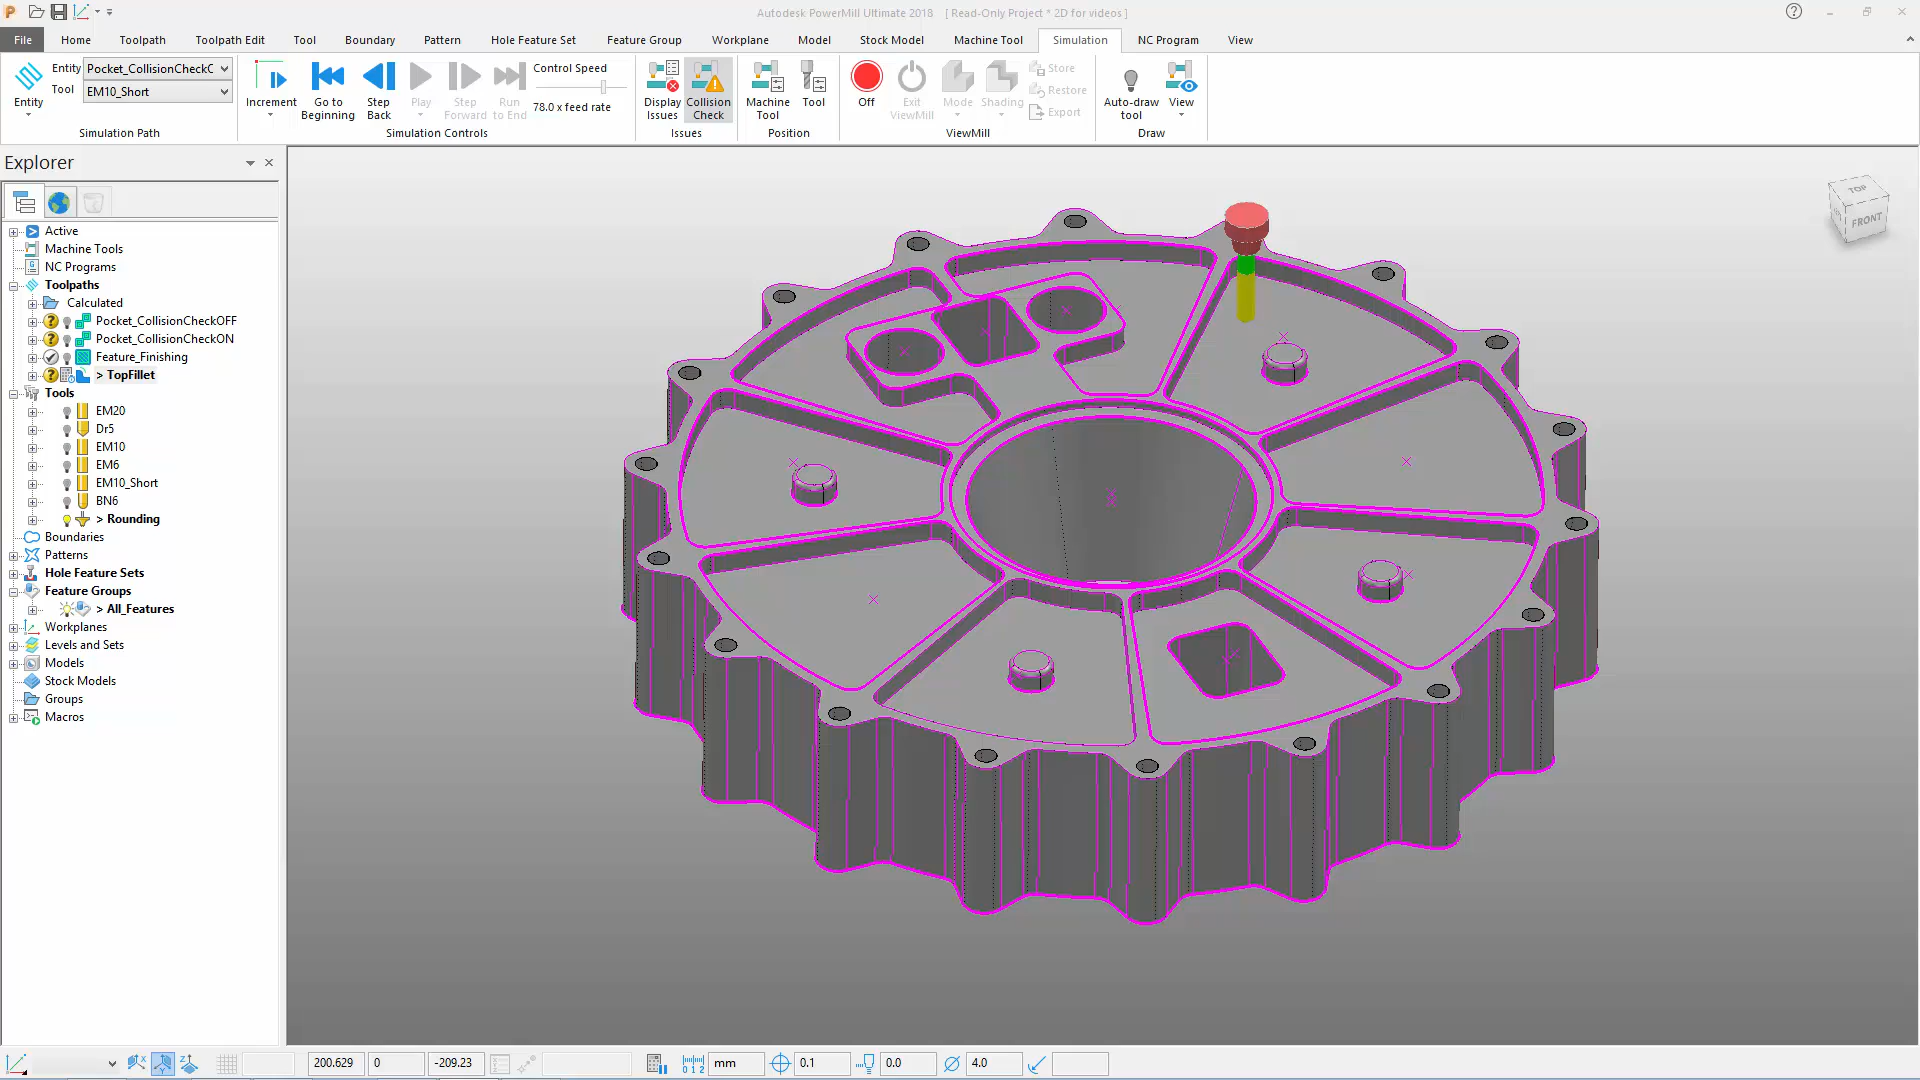 Autodesk PowerMill Ultimate 2018 [ Read-Only Project * 2D for videos ]
File Home Toolpath Toolpath Edit Tool Boundary Pattern Hole Feature Set Feature Group Workplane Model Stock Model Machine Tool Simulation NC Program View
Entity
Entity Pocket_CollisionCheckC
Tool EM10_Short
Simulation Path
Increment
Go to Beginning
Step Back
Play
Step Forward
Run to End
Control Speed
78.0 x feed rate
Simulation Controls
Display Issues
Collision Check
Issues
Machine Tool
Tool
Position
Off
Exit ViewMill
Mode
Shading
Store
Restore
Export
ViewMill
Auto-draw tool
View
Draw
Explorer
Active
Machine Tools
NC Programs
Toolpaths
Calculated
Pocket_CollisionCheckOFF
Pocket_CollisionCheckON
Feature_Finishing
> TopFillet
Tools
EM20
Dr5
EM10
EM6
EM10_Short
BN6
> Rounding
Boundaries
Patterns
Hole Feature Sets
Feature Groups
> All_Features
Workplanes
Levels and Sets
Models
Stock Models
Groups
Macros
TOP
FRONT
200.629 0 -209.23 mm 0.1 0.0 4.0